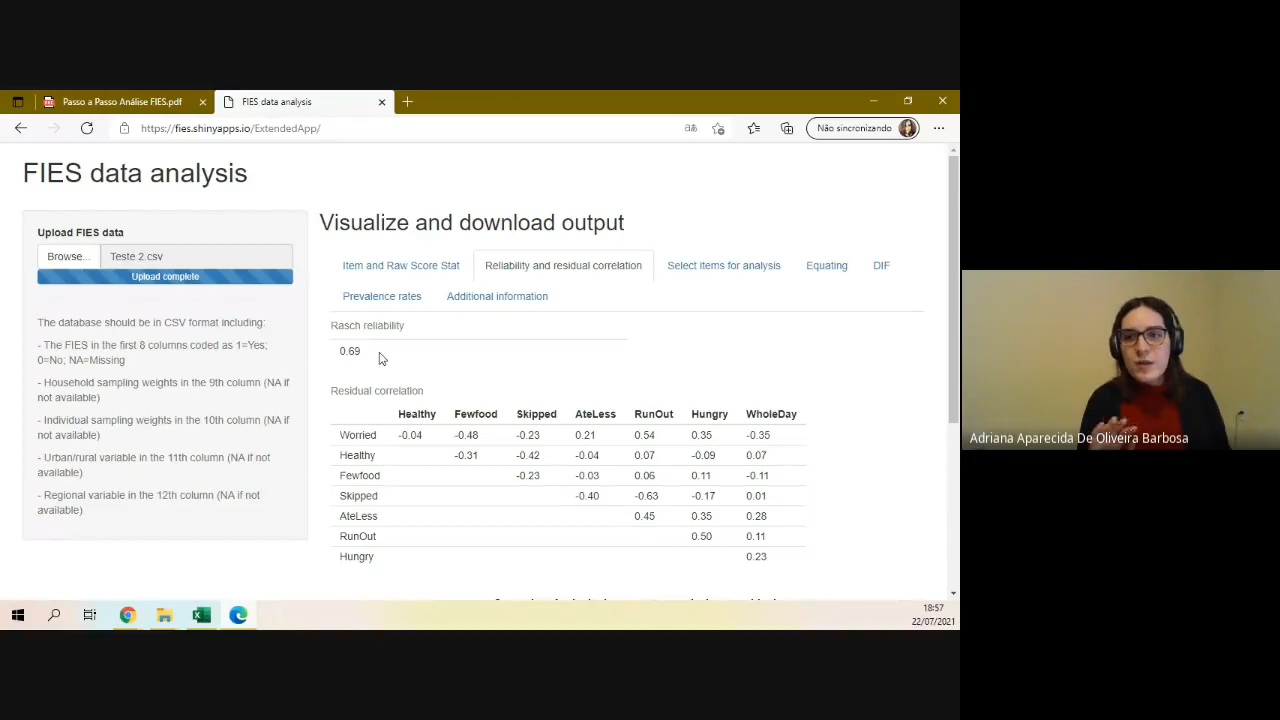 Passo a Passo Análise FIES.pdf
FIES data analysis
https://fies.shinyapps.io/ExtendedApp/
Não sincronizando
FIES data analysis
Upload FIES data
Browse...
Teste 2.csv
Upload complete
The database should be in CSV format including:
- The FIES in the first 8 columns coded as 1=Yes;
0=No; NA=Missing
- Household sampling weights in the 9th column (NA if
not available)
- Individual sampling weights in the 10th column (NA if
not available)
- Urban/rural variable in the 11th column (NA if not
available)
- Regional variable in the 12th column (NA if not
available)
Visualize and download output
Item and Raw Score Stat
Reliability and residual correlation
Select items for analysis
Equating
DIF
Prevalence rates
Additional information
Rasch reliability
0.69
Residual correlation
Healthy Fewfood Skipped AteLess RunOut Hungry WholeDay
Worried -0.04 -0.48 -0.23 0.21 0.54 0.35 -0.35
Healthy -0.31 -0.42 -0.04 0.07 -0.09 0.07
Fewfood -0.23 -0.03 0.06 0.11 -0.11
Skipped -0.40 -0.63 -0.17 0.01
AteLess 0.45 0.35 0.28
RunOut 0.50 0.11
Hungry 0.23
18:57
22/07/2021
Adriana Aparecida De Oliveira Barbosa